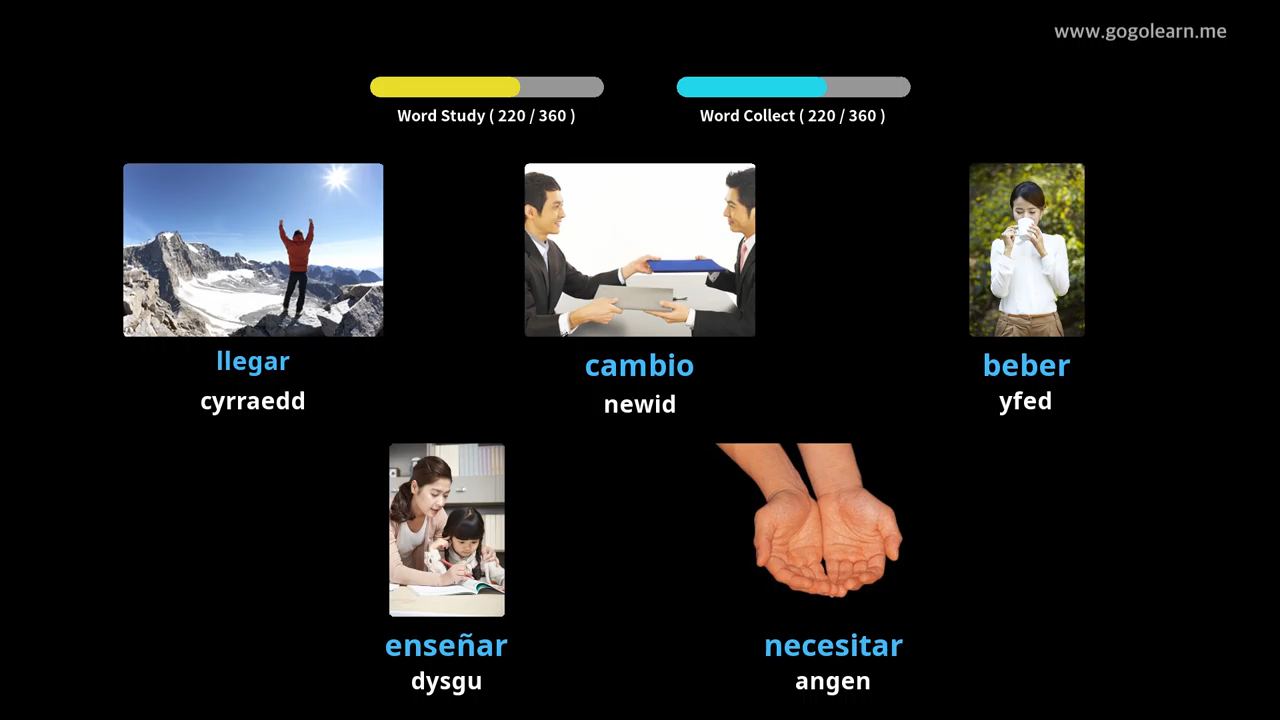 www.gogolearn.me
Word Study ( 220 / 360 )
Word Collect ( 220 / 360 )
llegar
cyrraedd
cambio
newid
beber
yfed
enseñar
dysgu
necesitar
angen